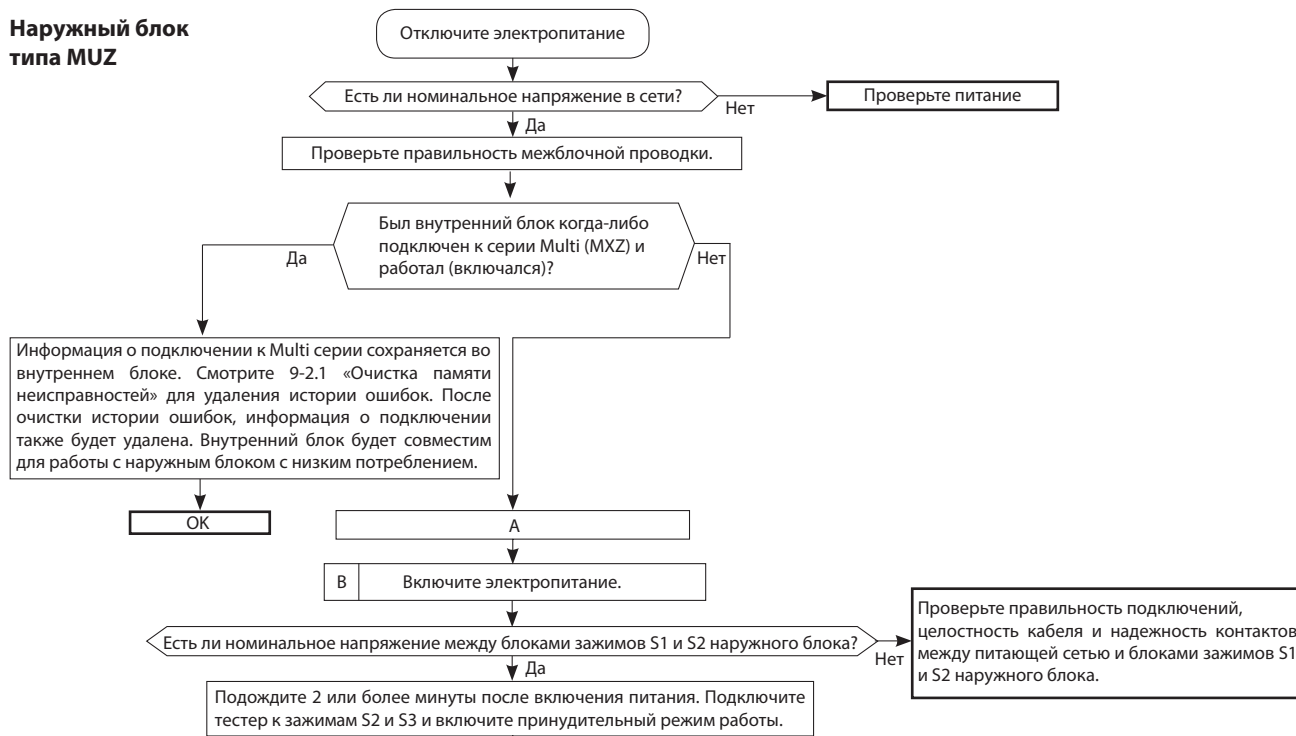 Наружный блок
типа MUZ
Отключите электропитание
Есть ли номинальное напряжение в сети?
Нет
Проверьте питание
Да
Проверьте правильность межблочной проводки.
Был внутренний блок когда-либо
подключен к серии Multi (MXZ) и
работал (включался)?
Да
Нет
Информация о подключении к Multi серии сохраняется во
внутреннем блоке. Смотрите 9-2.1 «Очистка памяти
неисправностей» для удаления истории ошибок. После
очистки истории ошибок, информация о подключении
также будет удалена. Внутренний блок будет совместим
для работы с наружным блоком с низким потреблением.
OK
A
B
Включите электропитание.
Есть ли номинальное напряжение между блоками зажимов S1 и S2 наружного блока?
Нет
Проверьте правильность подключений,
целостность кабеля и надежность контактов
между питающей сетью и блоками зажимов S1
и S2 наружного блока.
Да
Подождите 2 или более минуты после включения питания. Подключите
тестер к зажимам S2 и S3 и включите принудительный режим работы.